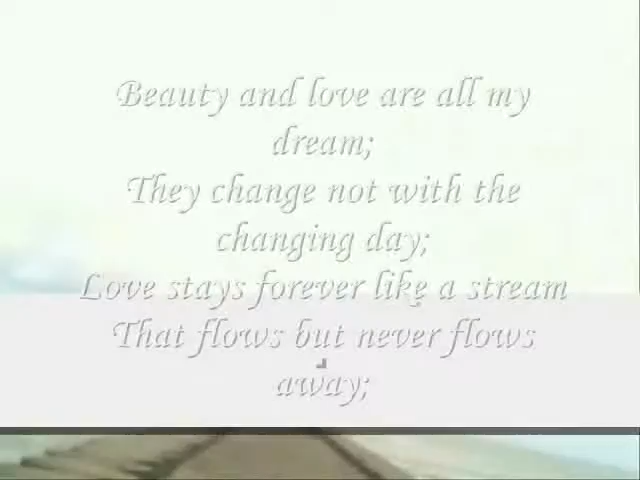 Beauty and love are all my
dream;
They change not with the
changing day;
Love stays forever like a stream
That flows but never flows
away;